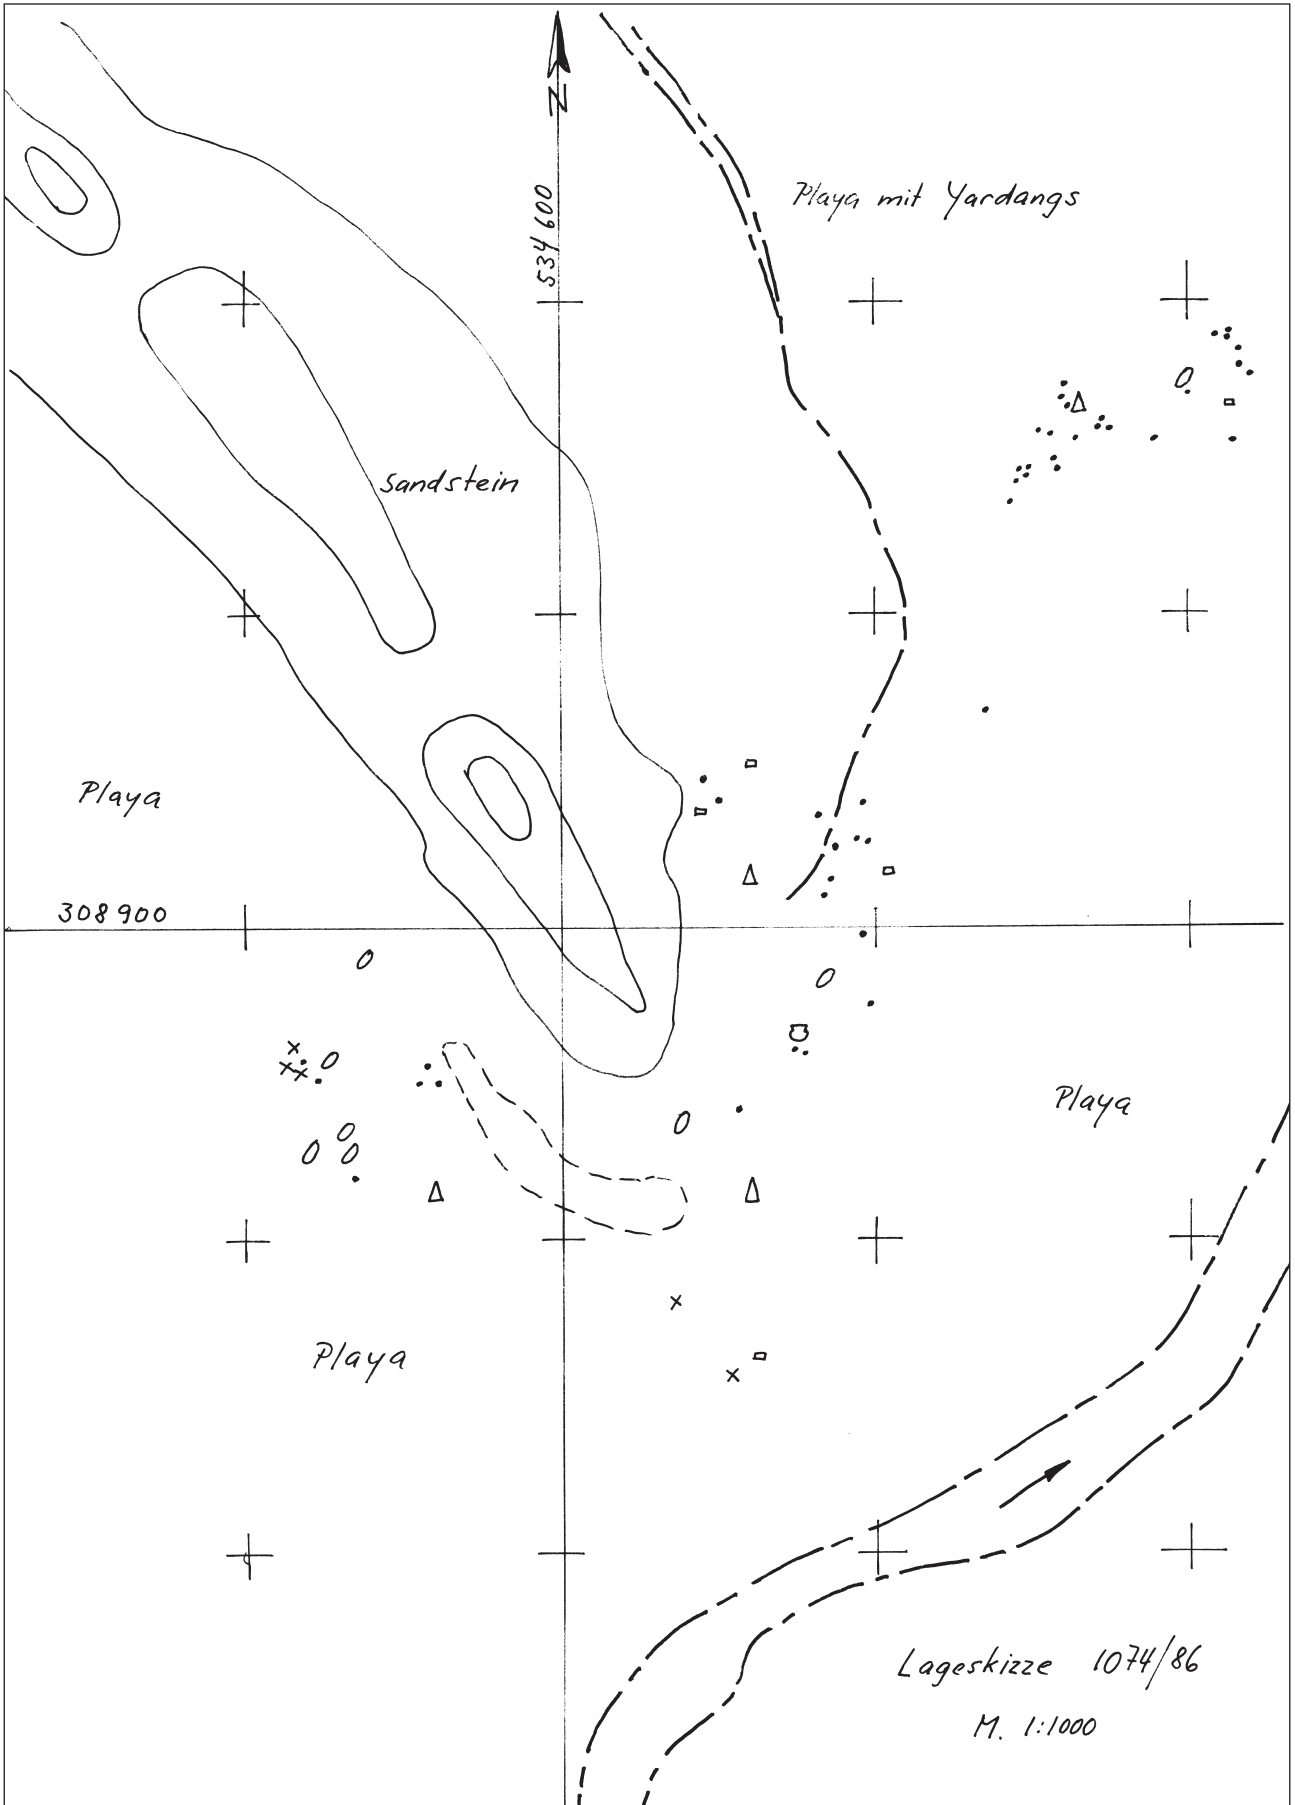 N
534 600
Playa mit Yardangs
Sandstein
Playa
308 900
Playa
Playa
Lageskizze 1074/86
M. 1:1000